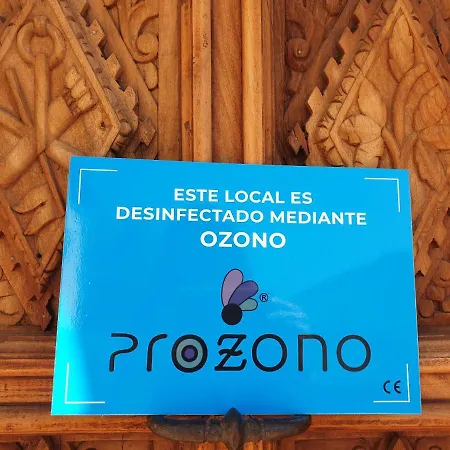 ESTE LOCAL ES
DESINFECTADO MEDIANTE
OZONO
®
PROZONO
CE